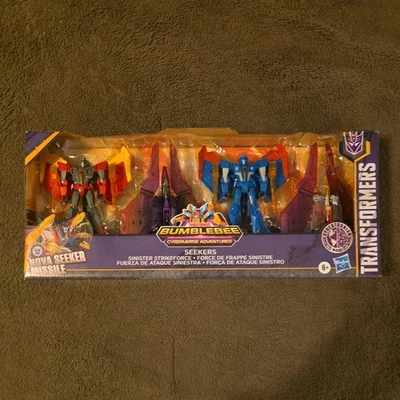 BUMBLEBEE
CYBERVERSE ADVENTURES
SEEKERS
SINISTER STRIKEFORCE • FORCE DE FRAPPE SINISTRE
FUERZA DE ATAQUE SINIESTRA • FORÇA DE ATAQUE SINISTRO
NOVA SEEKER
MISSILE
6+
Hasbro
TRANSFORMERS